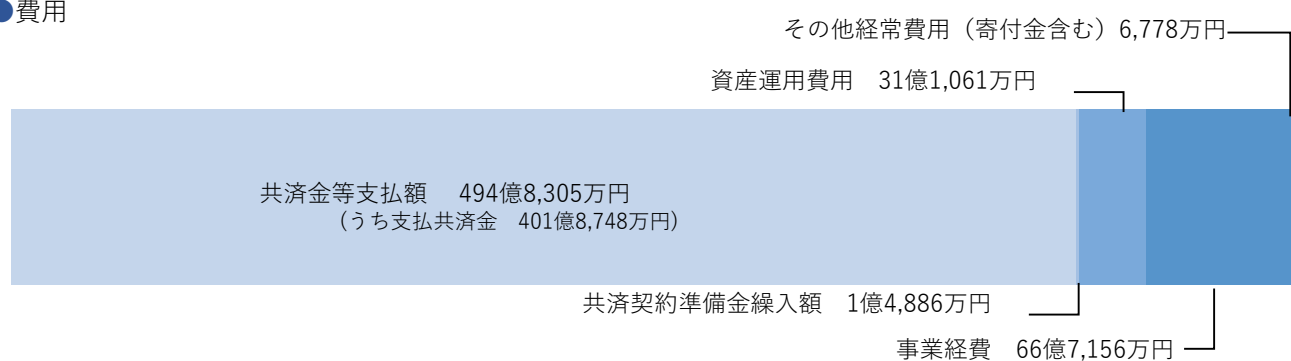 ●費用
その他経常費用（寄付金含む）6,778万円
資産運用費用　31億1,061万円
共済金等支払額　494億8,305万円
（うち支払共済金　401億8,748万円）
共済契約準備金繰入額　1億4,886万円
事業経費　66億7,156万円